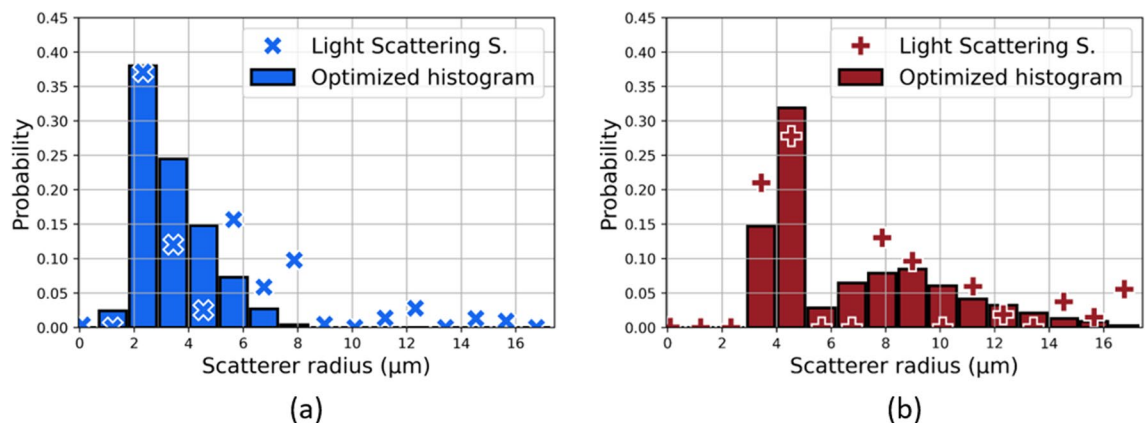 0.45
0.40
0.35
0.30
0.25
0.20
0.15
0.10
0.05
0.00
Probability
Light Scattering S.
Optimized histogram
0 2 4 6 8 10 12 14 16
Scatterer radius (μm)
(a)
0.45
0.40
0.35
0.30
0.25
0.20
0.15
0.10
0.05
0.00
Probability
Light Scattering S.
Optimized histogram
0 2 4 6 8 10 12 14 16
Scatterer radius (μm)
(b)